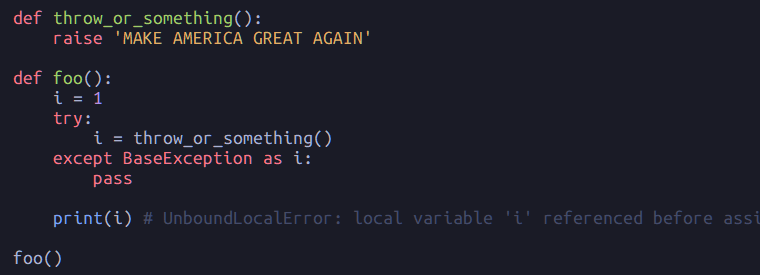 def throw_or_something():
    raise 'MAKE AMERICA GREAT AGAIN'

def foo():
    i = 1
    try:
        i = throw_or_something()
    except BaseException as i:
        pass

    print(i) # UnboundLocalError: local variable 'i' referenced before assi

foo()